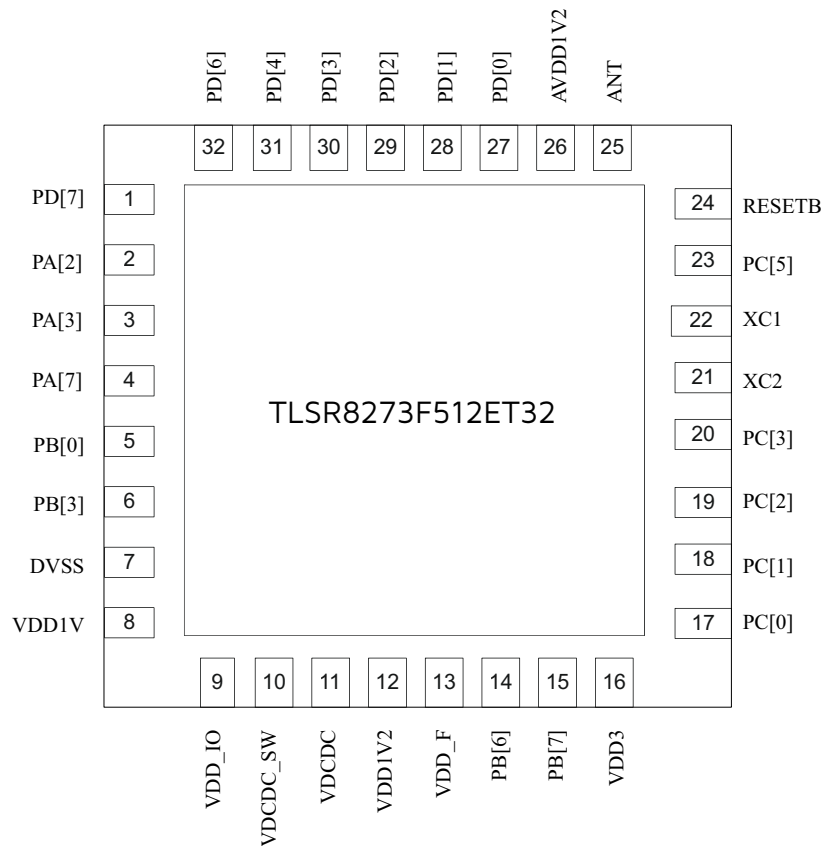 PD[6] PD[4] PD[3] PD[2] PD[1] PD[0] AVDD1V2 ANT
32 31 30 29 28 27 26 25
PD[7] 1
PA[2] 2
PA[3] 3
PA[7] 4
PB[0] 5
PB[3] 6
DVSS 7
VDD1V 8
TLSR8273F512ET32
24 RESETB
23 PC[5]
22 XC1
21 XC2
20 PC[3]
19 PC[2]
18 PC[1]
17 PC[0]
9 10 11 12 13 14 15 16
VDD_IO VDCDC_SW VDCDC VDD1V2 VDD_F PB[6] PB[7] VDD3